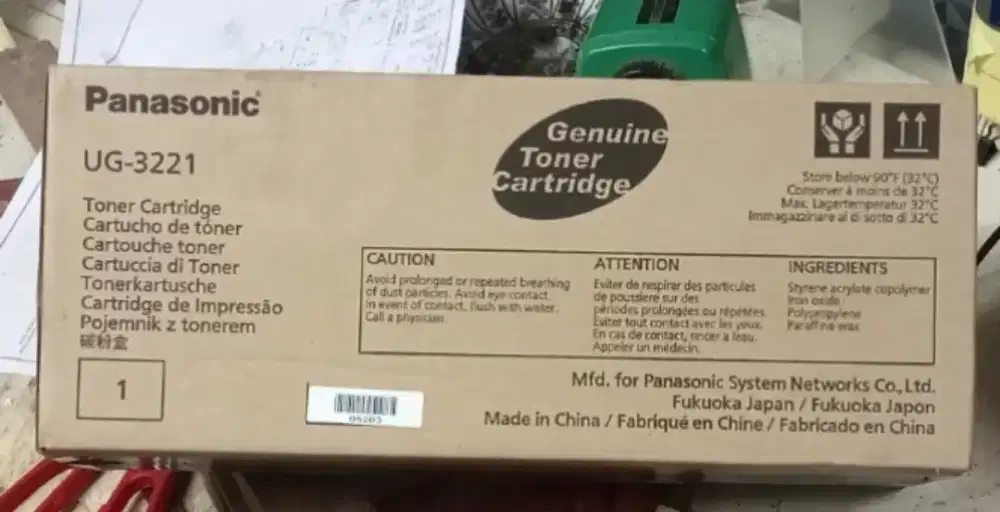 Panasonic
UG-3221
Toner Cartridge
Cartucho de tóner
Cartouche toner
Cartuccia di Toner
Tonerkartusche
Cartridge de Impressão
Pojemnik z tonerem
碳粉盒
1
Genuine
Toner
Cartridge
Store below 90°F (32°C)
Conserver à moins de 32°C
Max. Lagertemperatur 32°C
Immagazzinare al di sotto di 32°C
CAUTION
Avoid prolonged or repeated breathing
of dust particles. Avoid eye contact.
In event of contact, flush with water.
Call a physician.
ATTENTION
Eviter de respirer des particules
de poussière sur des
périodes prolongées ou répétées.
Eviter tout contact avec les yeux.
En cas de contact, rincer à l'eau.
Appeler un médecin.
INGREDIENTS
Styrene acrylate copolymer
Iron oxide
Polypropylene
Paraffine wax
Mfd. for Panasonic System Networks Co., Ltd.
Fukuoka Japan / Fukuoka Japon
Made in China / Fabriqué en Chine / Fabricado en China